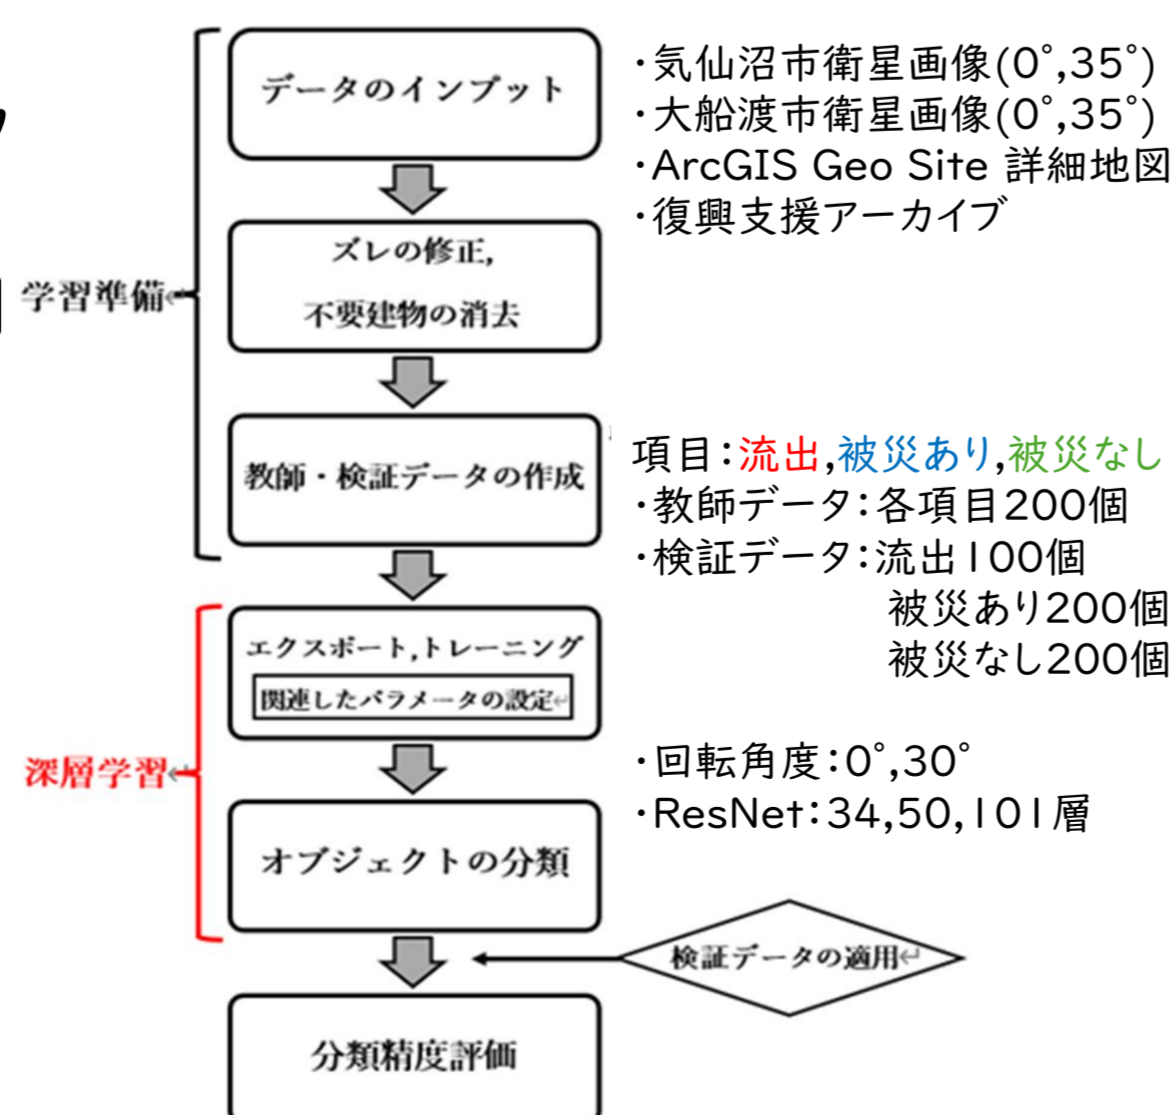 データのインプット
・気仙沼市衛星画像(0°,35°)
・大船渡市衛星画像(0°,35°)
・ArcGIS Geo Site 詳細地図
・復興支援アーカイブ
学習準備↵
ズレの修正,
不要建物の消去
教師・検証データの作成
項目：流出,被災あり,被災なし
・教師データ：各項目200個
・検証データ：流出100個
被災あり200個
被災なし200個
深層学習↵
エクスポート,トレーニング
関連したパラメータの設定↵
・回転角度：0°,30°
・ResNet：34,50,101層
オブジェクトの分類
検証データの適用↵
分類精度評価